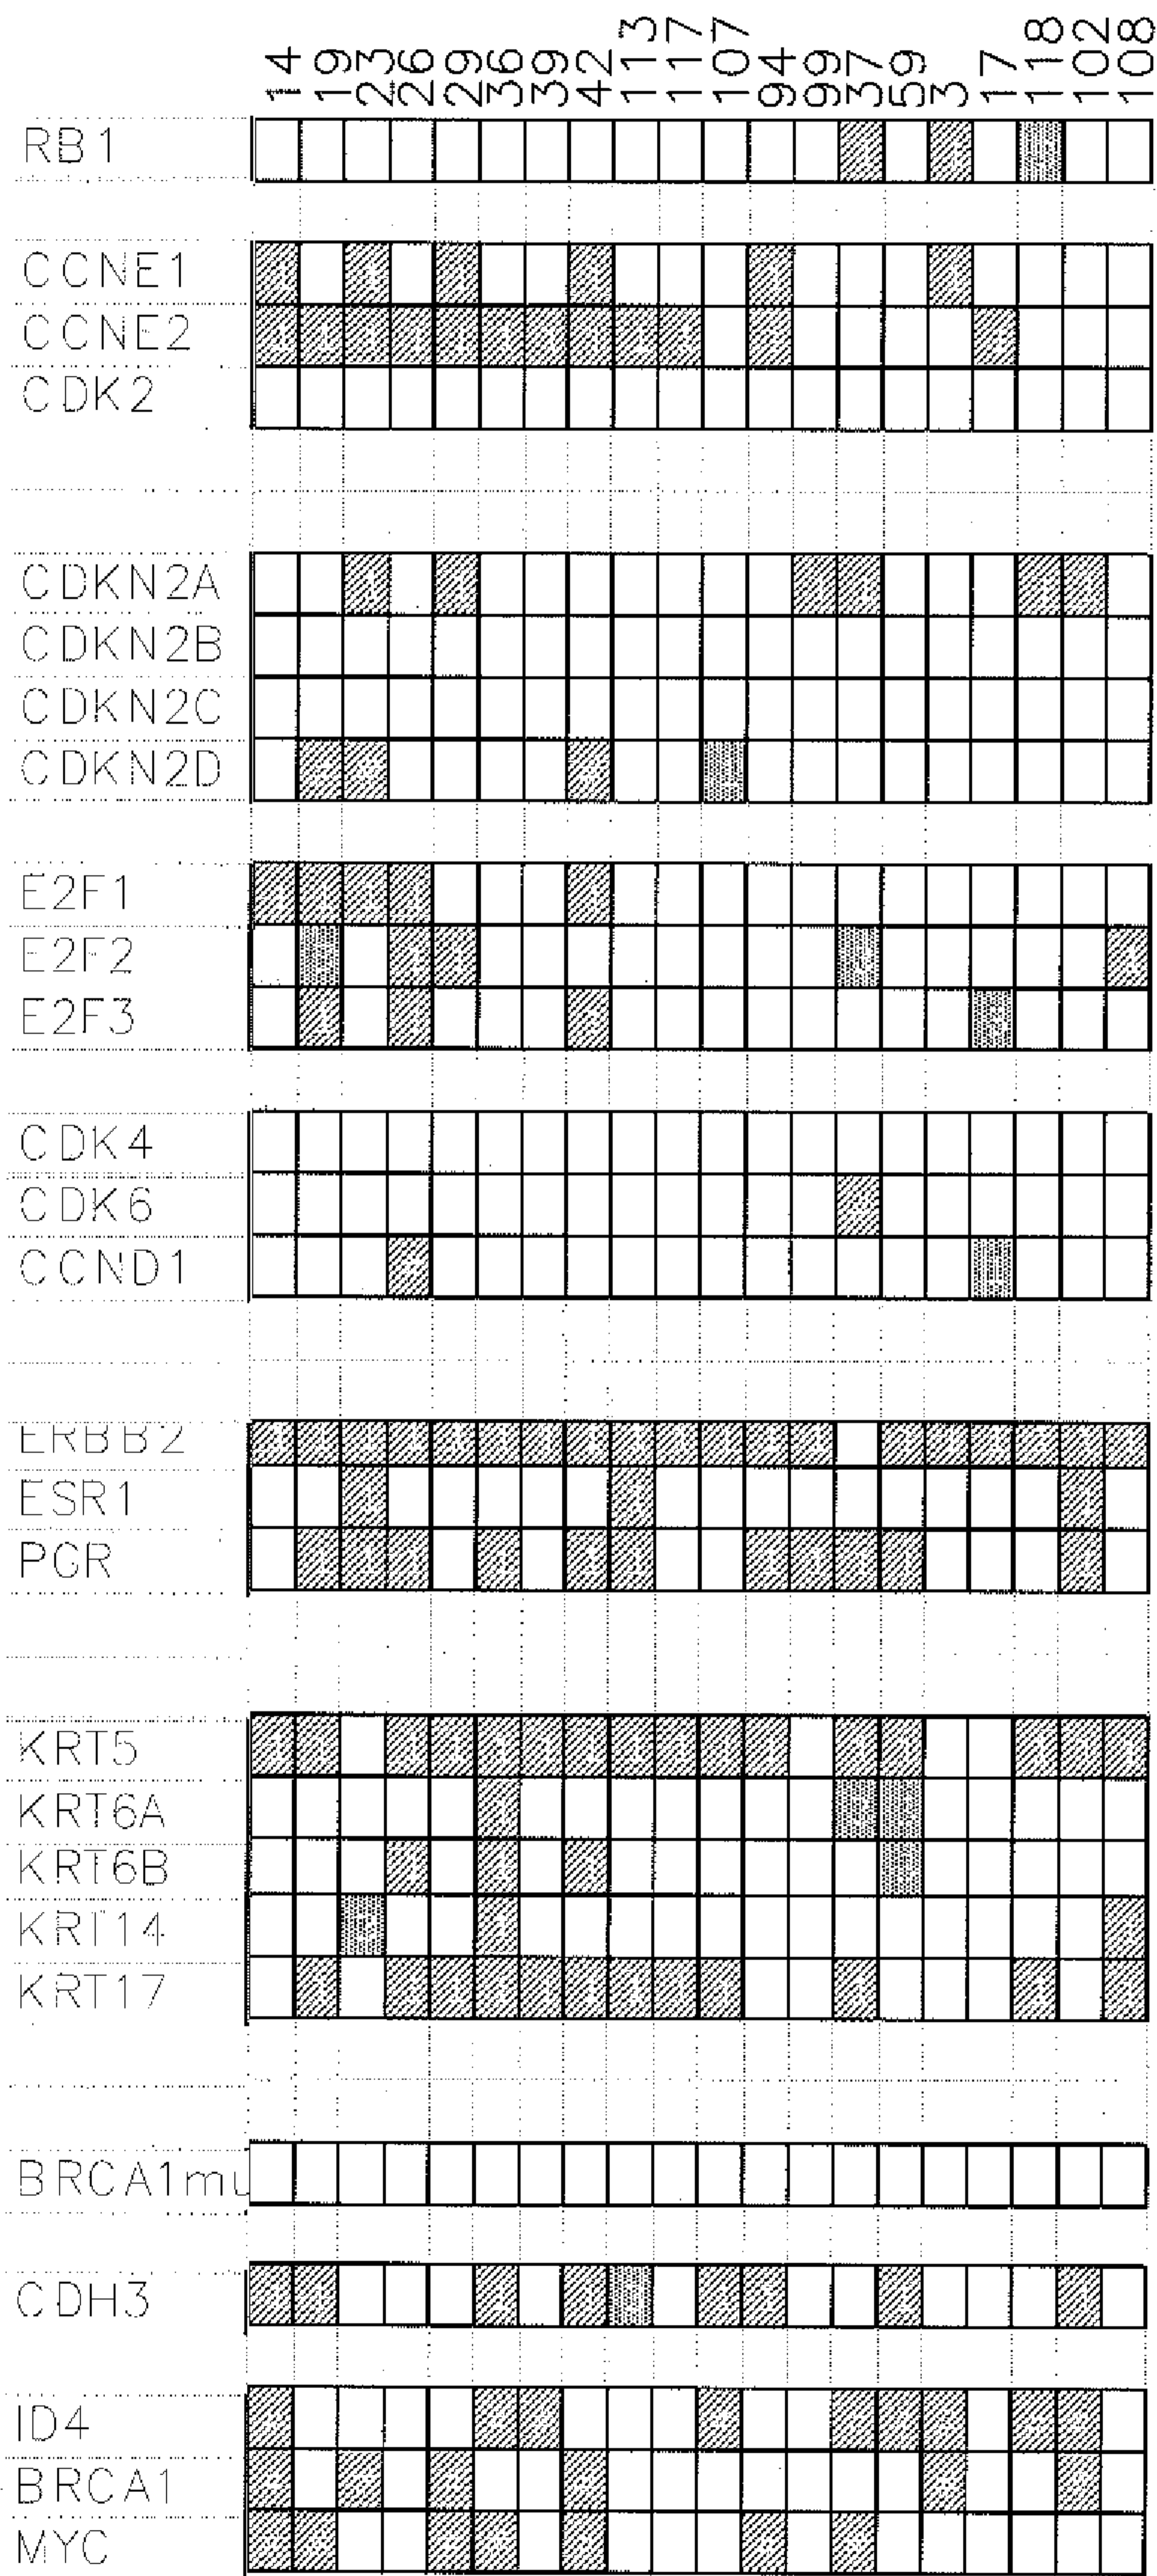 14 19 23 26 29 36 39 42 113 117 107 94 99 37 59 3 17 118 102 108
RB1
CCNE1
CCNE2
CDK2
CDKN2A
CDKN2B
CDKN2C
CDKN2D
E2F1
E2F2
E2F3
CDK4
CDK6
CCND1
ERBB2
ESR1
PGR
KRT5
KRT6A
KRT6B
KRT14
KRT17
BRCA1mu
CDH3
ID4
BRCA1
MYC